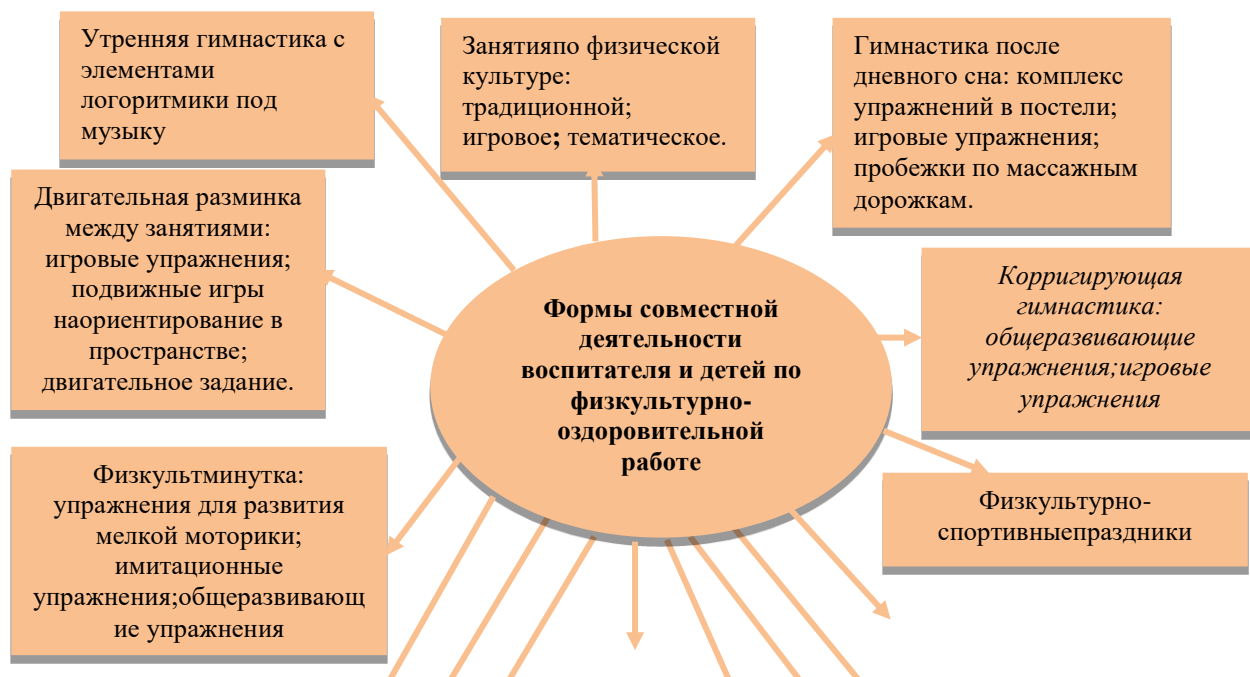 Утренняя гимнастика с
элементами
логоритмики под
музыку
Занятияпо физической
культуре:
традиционной;
игровое; тематическое.
Гимнастика после
дневного сна: комплекс
упражнений в постели;
игровые упражнения;
пробежки по массажным
дорожкам.
Двигательная разминка
между занятиями:
игровые упражнения;
подвижные игры
наориентирование в
пространстве;
двигательное задание.
Формы совместной
деятельности
воспитателя и детей по
физкультурно-
оздоровительной
работе
Корригирующая
гимнастика:
общеразвивающие
упражнения;игровые
упражнения
Физкультминутка:
упражнения для развития
мелкой моторики;
имитационные
упражнения;общеразвивающ
ие упражнения
Физкультурно-
спортивныепраздники